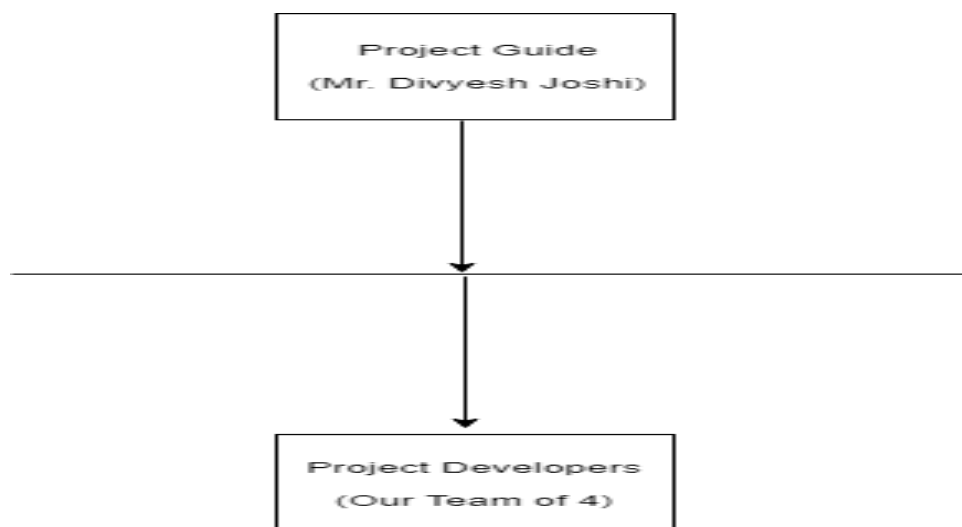 Project Guide
(Mr. Divyesh Joshi)
Project Developers
(Our Team of 4)